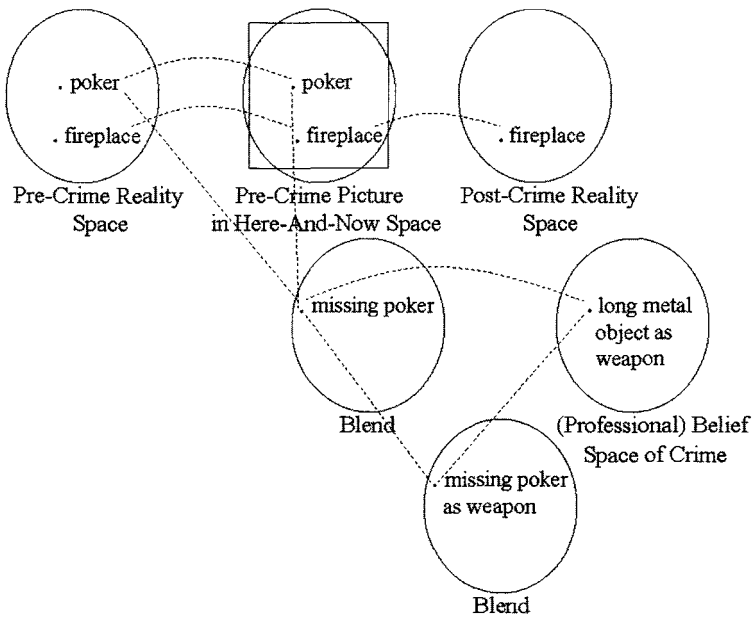 poker
fireplace
Pre-Crime Reality
Space
poker
fireplace
Pre-Crime Picture
in Here-And-Now Space
fireplace
Post-Crime Reality
Space
missing poker
Blend
long metal
object as
weapon
(Professional) Belief
Space of Crime
missing poker
as weapon
Blend